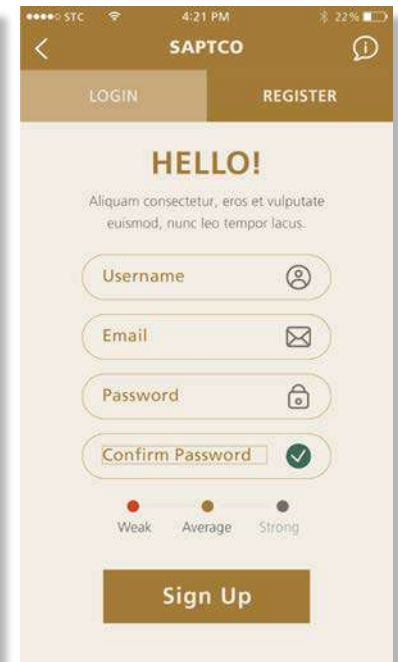 STC 4:21 PM 22%
SAPTCO
LOGIN REGISTER
HELLO!
Aliquam consectetur, eros et vulputate
euismod, nunc leo tempor lacus.
Username
Email
Password
Confirm Password
Weak Average Strong
Sign Up